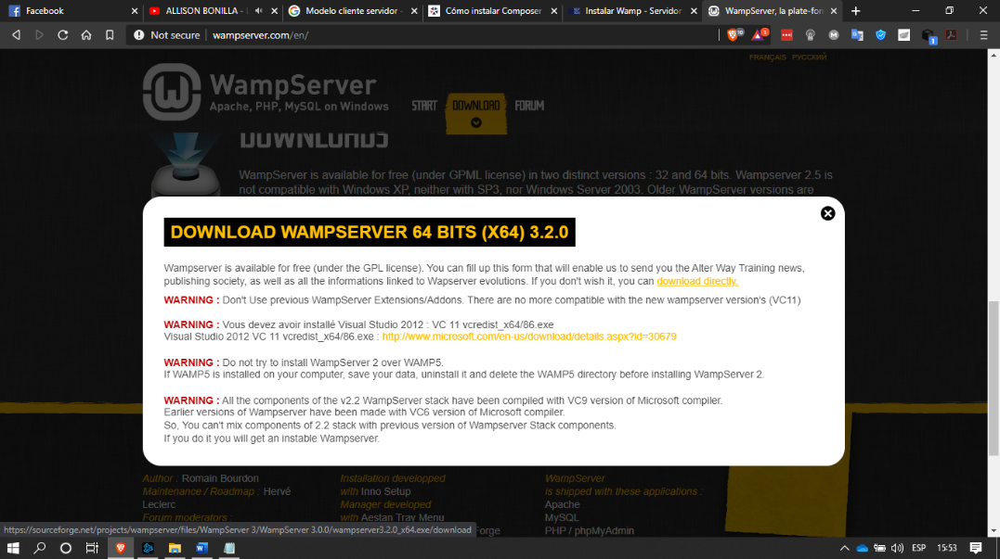 Facebook
ALLISON BONILLA - L
Modelo cliente servidor -
Cómo instalar Composer
Instalar Wamp - Servidor
WampServer, la plate-for
Not secure | wampserver.com/en/
FRANÇAIS РУССКИЙ
WampServer
Apache, PHP, MySQL on Windows
START DOWNLOAD FORUM
DOWNLOADS
WampServer is available for free (under GPML license) in two distinct versions : 32 and 64 bits. Wampserver 2.5 is
not compatible with Windows XP, neither with SP3, nor Windows Server 2003. Older WampServer versions are
DOWNLOAD WAMPSERVER 64 BITS (X64) 3.2.0
Wampserver is available for free (under the GPL license). You can fill up this form that will enable us to send you the Alter Way Training news,
publishing society, as well as all the informations linked to Wapserver evolutions. If you don't wish it, you can download directly.
WARNING : Don't Use previous WampServer Extensions/Addons. There are no more compatible with the new wampserver version's (VC11)
WARNING : Vous devez avoir installé Visual Studio 2012 : VC 11 vcredist_x64/86.exe
Visual Studio 2012 VC 11 vcredist_x64/86.exe : http://www.microsoft.com/en-us/download/details.aspx?id=30679
WARNING : Do not try to install WampServer 2 over WAMP5.
If WAMP5 is installed on your computer, save your data, uninstall it and delete the WAMP5 directory before installing WampServer 2.
WARNING : All the components of the v2.2 WampServer stack have been compiled with VC9 version of Microsoft compiler.
Earlier versions of Wampserver have been made with VC6 version of Microsoft compiler.
So, You can't mix components of 2.2 stack with previous version of Wampserver Stack components.
If you do it you will get an instable Wampserver.
Author : Romain Bourdon
Maintenance / Roadmap : Hervé
Leclerc
Forum moderators :
Installation developped
with Inno Setup
Manager developed
with Aestan Tray Menu
orge
WampServer
is shipped with these applications :
Apache
MySQL
PHP / phpMyAdmin
https://sourceforge.net/projects/wampserver/files/WampServer 3/WampServer 3.0.0/wampserver3.2.0_x64.exe/download
ESP 15:53